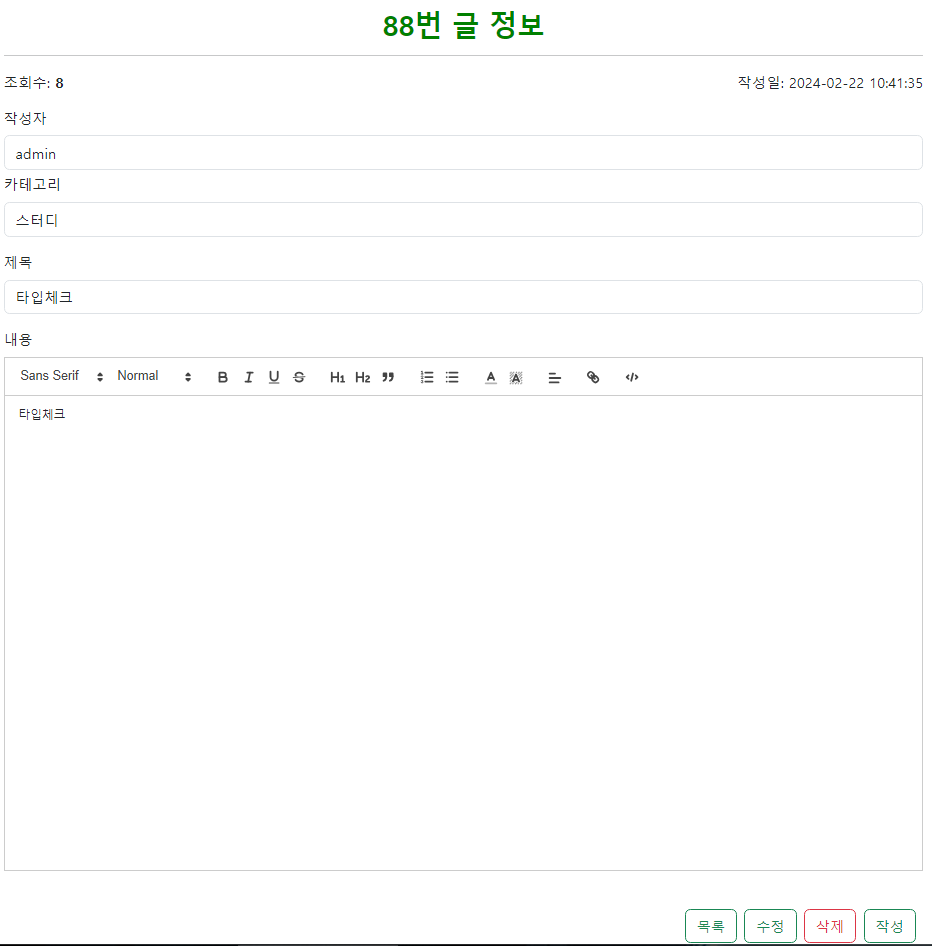 88번 글 정보
조회수: 8 작성일: 2024-02-22 10:41:35
작성자
admin
카테고리
스터디
제목
타입체크
내용
Sans Serif Normal B I U S H1 H2 A A
타입체크
목록 수정 삭제 작성